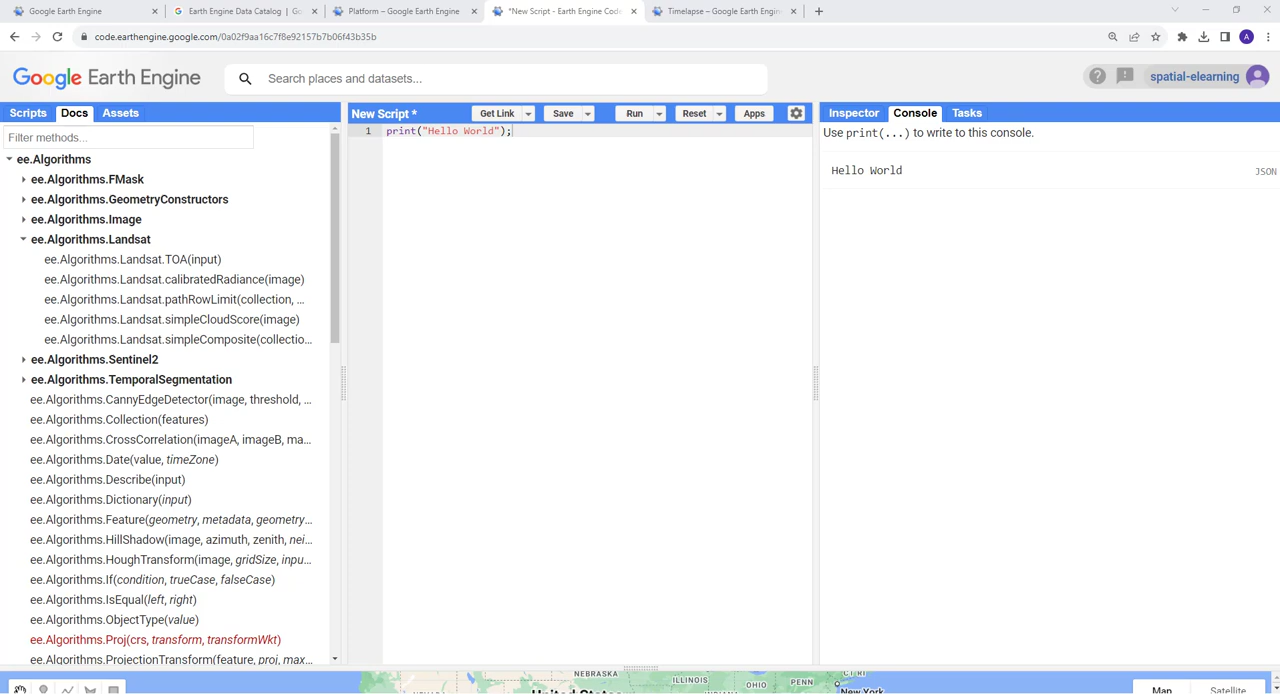 Google Earth Engine
Earth Engine Data Catalog | Go
Platform – Google Earth Engine
*New Script - Earth Engine Code
Timelapse – Google Earth Engin
code.earthengine.google.com/0a02f9aa16c7f8e92157b7b06f43b35b
A
Google Earth Engine
Search places and datasets...
spatial-elearning
Scripts Docs Assets
New Script *
Get Link Save Run Reset Apps
Inspector Console Tasks
Filter methods...
ee.Algorithms
ee.Algorithms.FMask
ee.Algorithms.GeometryConstructors
ee.Algorithms.Image
ee.Algorithms.Landsat
ee.Algorithms.Landsat.TOA(input)
ee.Algorithms.Landsat.calibratedRadiance(image)
ee.Algorithms.Landsat.pathRowLimit(collection, ...
ee.Algorithms.Landsat.simpleCloudScore(image)
ee.Algorithms.Landsat.simpleComposite(collectio...
ee.Algorithms.Sentinel2
ee.Algorithms.TemporalSegmentation
ee.Algorithms.CannyEdgeDetector(image, threshold, ...
ee.Algorithms.Collection(features)
ee.Algorithms.CrossCorrelation(imageA, imageB, ma...
ee.Algorithms.Date(value, timeZone)
ee.Algorithms.Describe(input)
ee.Algorithms.Dictionary(input)
ee.Algorithms.Feature(geometry, metadata, geometry...
ee.Algorithms.HillShadow(image, azimuth, zenith, nei...
ee.Algorithms.HoughTransform(image, gridSize, inpu...
ee.Algorithms.If(condition, trueCase, falseCase)
ee.Algorithms.IsEqual(left, right)
ee.Algorithms.ObjectType(value)
ee.Algorithms.Proj(crs, transform, transformWkt)
ee.Algorithms.ProjectionTransform(feature, proj, max...
1 print("Hello World");
Use print(...) to write to this console.
Hello World
JSON
NEBRASKA
ILLINOIS
OHIO
PENN
CT RI
United States
New York
Map
Satellite